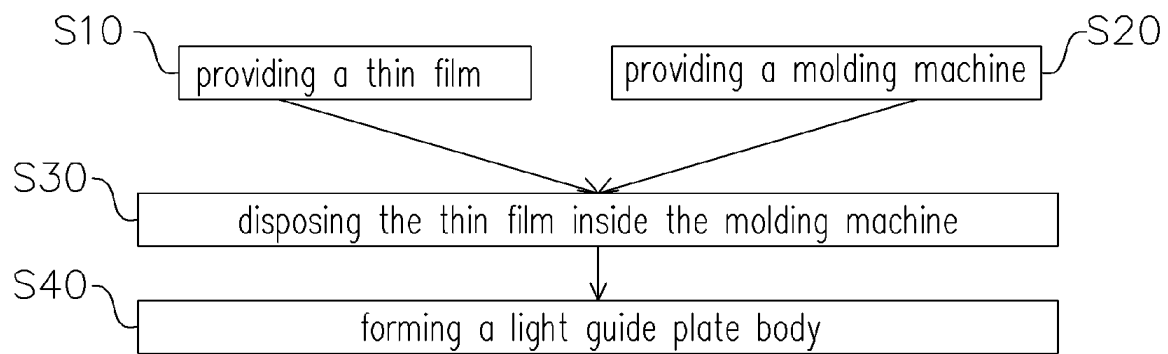 S10
providing a thin film
S20
providing a molding machine
S30
disposing the thin film inside the molding machine
S40
forming a light guide plate body